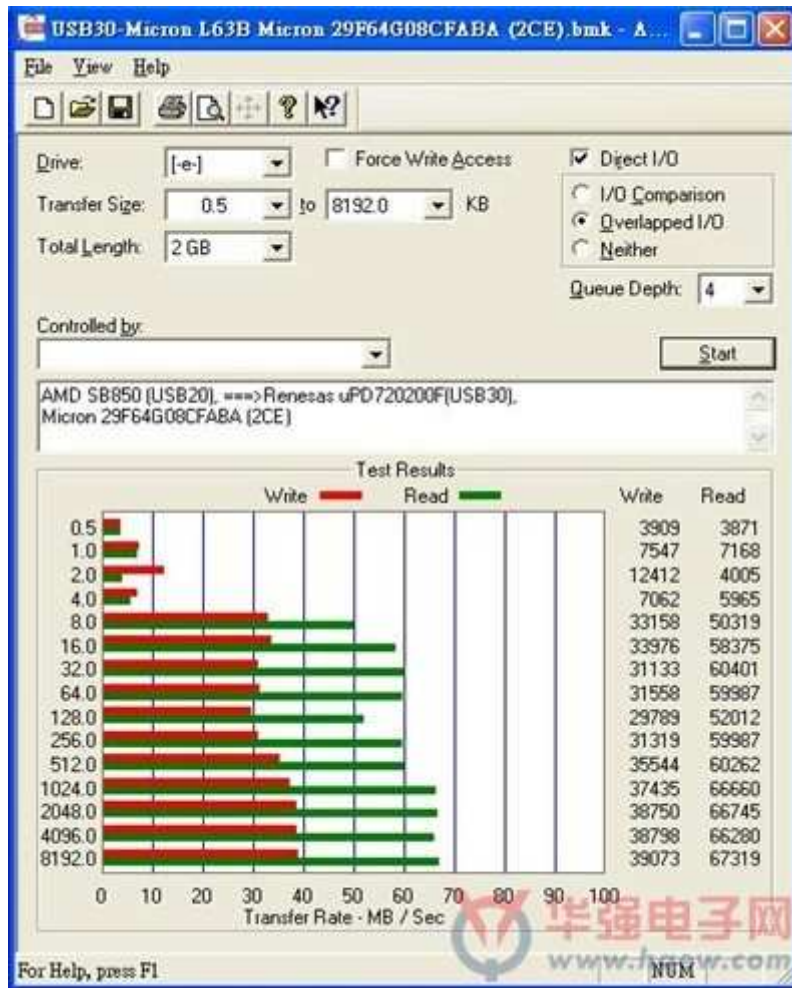 USB30-Micron L63B Micron 29F64G08CFABA (2CE).bmk - A...
File View Help
Drive: [-e-] Force Write Access Direct I/O
Transfer Size: 0.5 to 8192.0 KB I/O Comparison
Overlapped I/O
Total Length: 2 GB Neither
Queue Depth: 4
Controlled by:
Start
AMD SB850 (USB20), ===>Renesas uPD720200F(USB30),
Micron 29F64G08CFABA (2CE)
Test Results
Write Read Write Read
0.5 3909 3871
1.0 7547 7168
2.0 12412 4005
4.0 7062 5965
8.0 33158 50319
16.0 33976 58375
32.0 31133 60401
64.0 31558 59987
128.0 29789 52012
256.0 31319 59987
512.0 35544 60262
1024.0 37435 66660
2048.0 38750 66745
4096.0 38798 66280
8192.0 39073 67319
0 10 20 30 40 50 60 70 80 90 100
Transfer Rate - MB / Sec
华强电子网
www.hqew.com
For Help, press F1 NUM